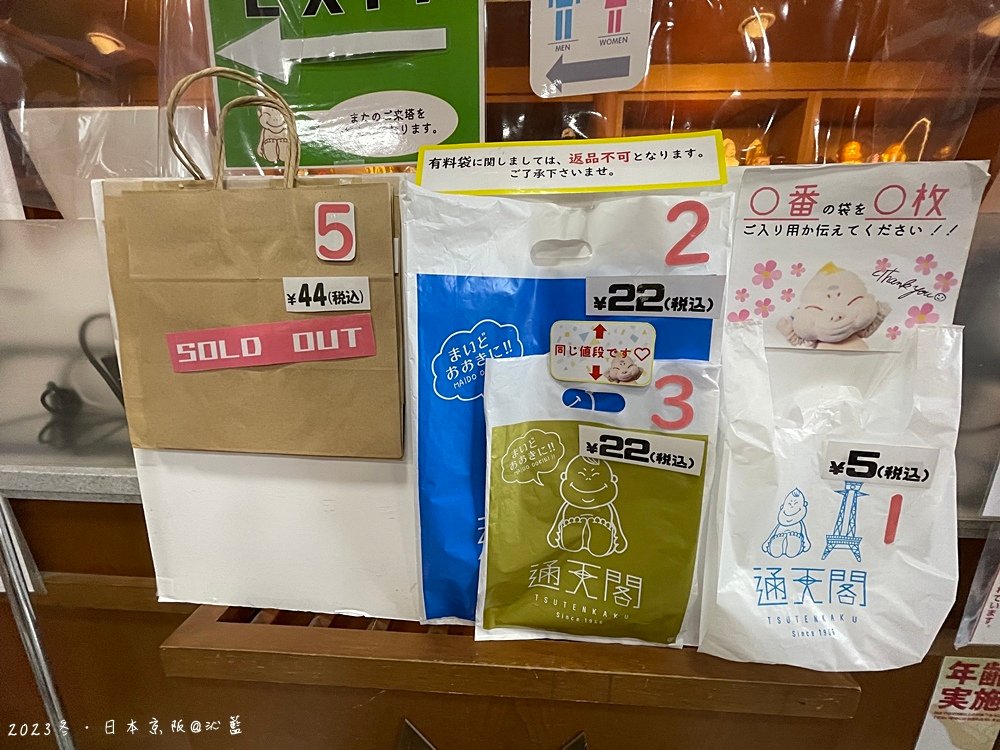 EXIT
またのご来塔を
MEN
WOMEN
有料袋に関しましては、返品不可となります。
ご了承下さいませ。
5
¥44(税込)
SOLD OUT
2
¥22(税込)
まいど
おおきに!!
同じ値段です♡
3
¥22(税込)
まいど
おおきに!!
MAIDO OOKINI!!
通天閣
TSUTENKAKU
〇番の袋を〇枚
ご入り用か伝えてください!!
Thank you
¥5(税込)
1
通天閣
TSUTENKAKU
年齢
実施
2023冬・日本京阪@沁藍